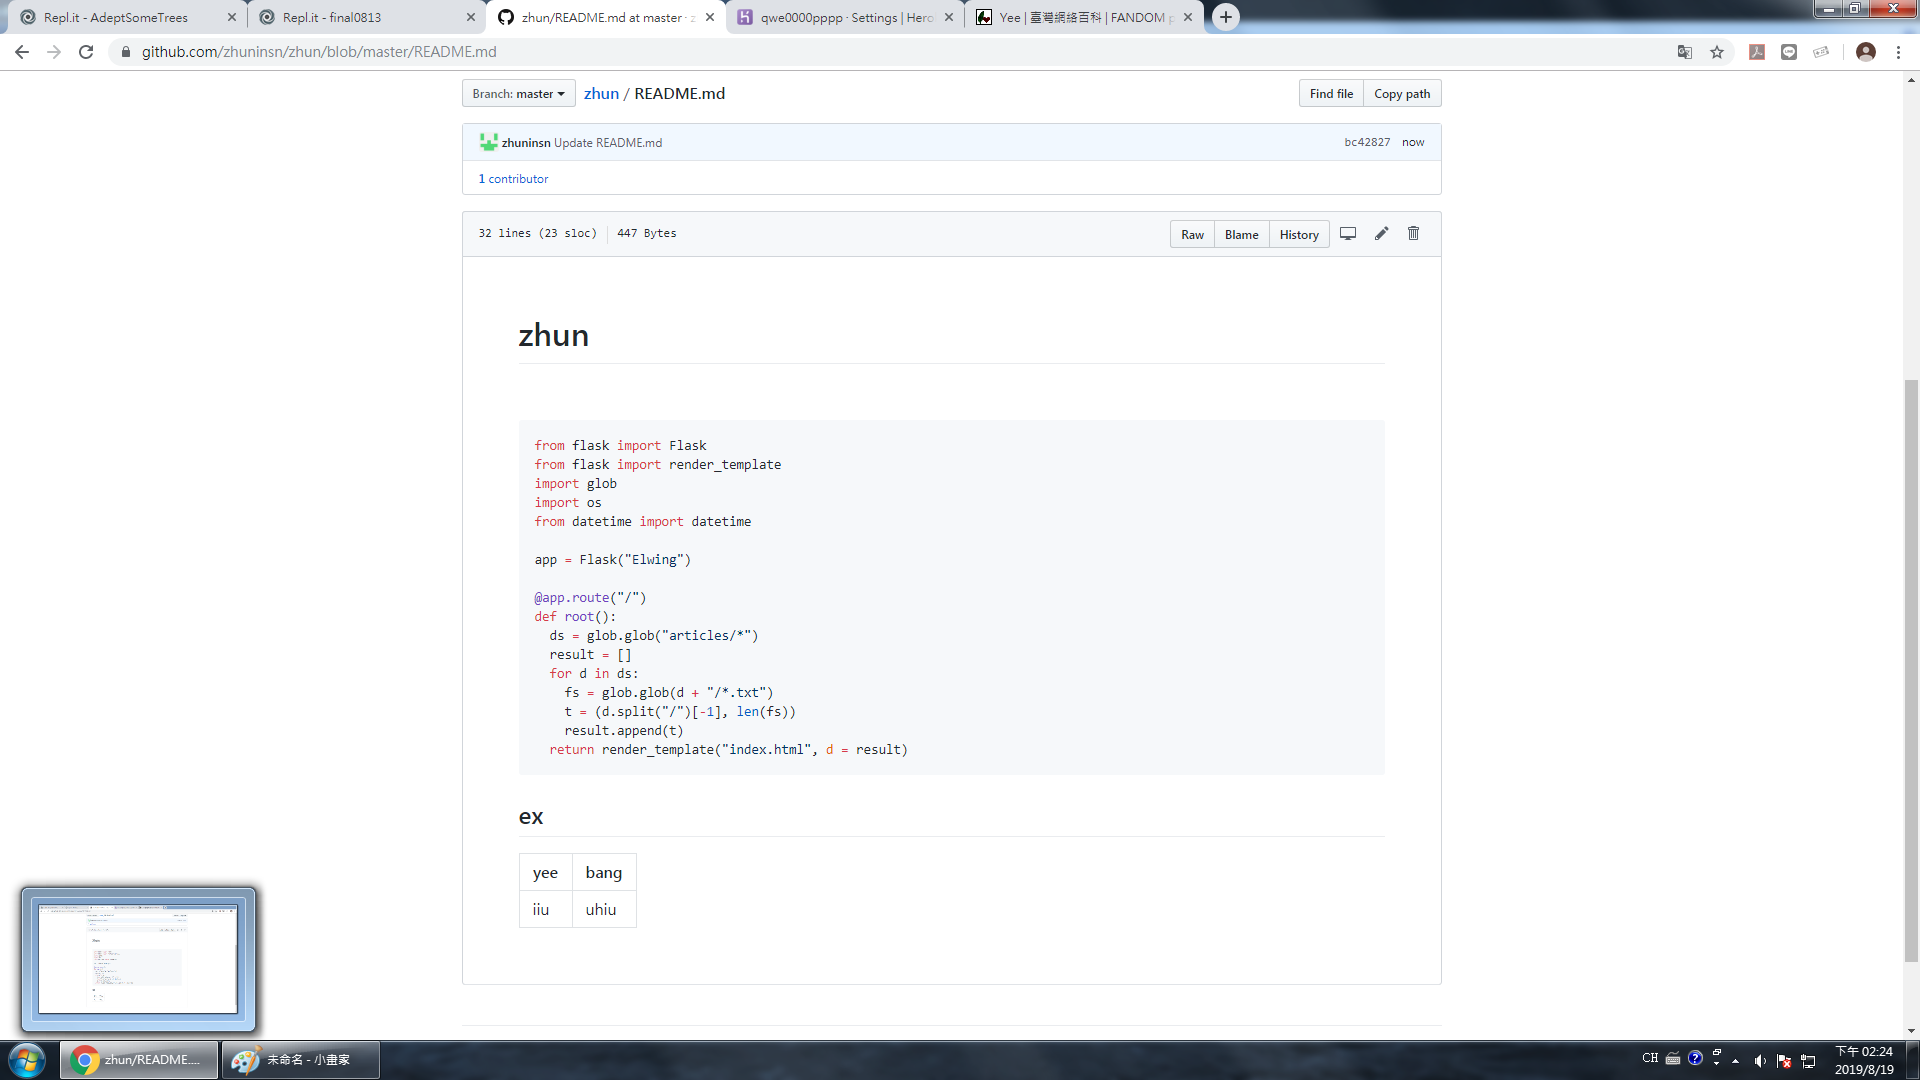 Repl.it - AdeptSomeTrees
Repl.it - final0813
zhun/README.md at master · z
qwe0000pppp · Settings | Hero
Yee | 臺灣網絡百科 | FANDOM p
github.com/zhuninsn/zhun/blob/master/README.md
Branch: master
zhun / README.md
Find file
Copy path
zhuninsn Update README.md
bc42827 now
1 contributor
32 lines (23 sloc) 447 Bytes
Raw
Blame
History
zhun
from flask import Flask
from flask import render_template
import glob
import os
from datetime import datetime
app = Flask("Elwing")
@app.route("/")
def root():
  ds = glob.glob("articles/*")
  result = []
  for d in ds:
    fs = glob.glob(d + "/*.txt")
    t = (d.split("/")[-1], len(fs))
    result.append(t)
  return render_template("index.html", d = result)
ex
yee bang
iiu uhiu
zhun/README....
未命名 - 小畫家
CH
下午 02:24
2019/8/19